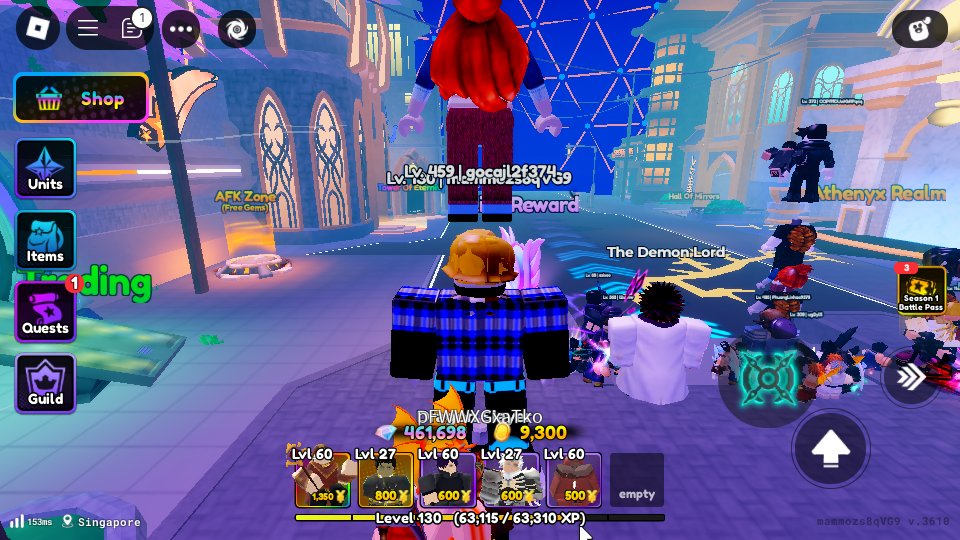 1
Shop
Units
Items
Trading
1
Quests
Guild
AFK Zone
(Free Gems)
Lv. 459 | gocajl2f374
Reward
Hall Of Mirrors
Athenyx Realm
The Demon Lord
3
Season 1
Battle Pass
pFWWXGxaTko
461,698
9,300
Lvl 60
Lvl 27
Lvl 60
Lvl 27
Lvl 60
1,350
800
600
600
500
empty
Level 130 (63,115 / 63,310 XP)
153ms
Singapore
mammozs8qVG9 v.3610